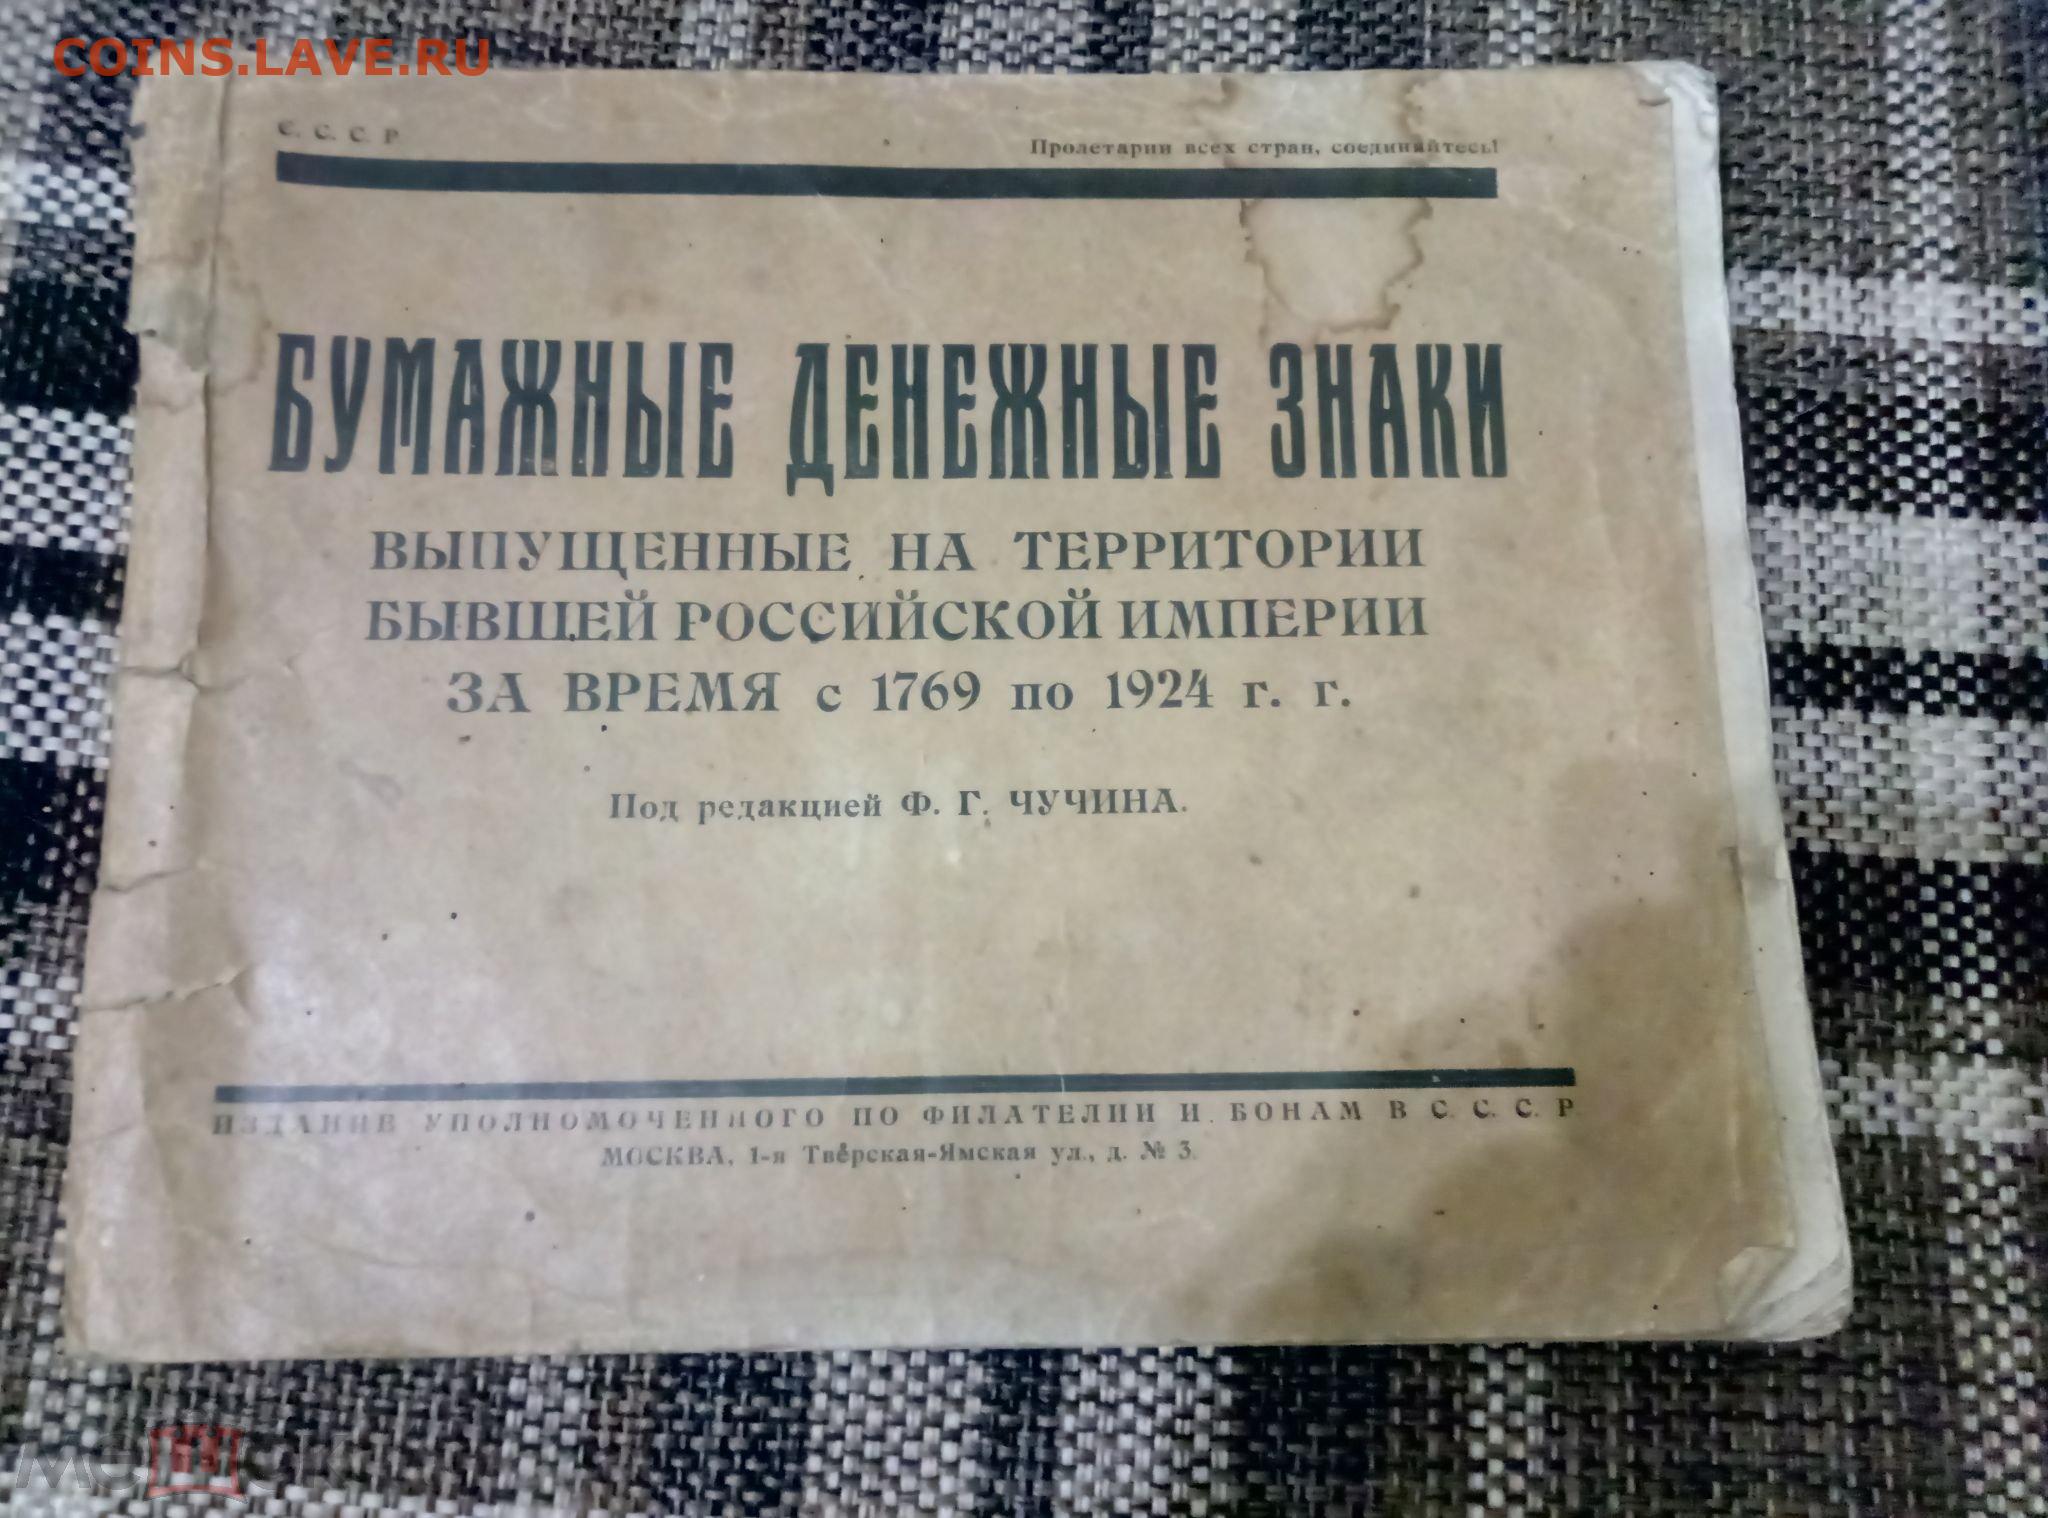 COINS.LAVE.RU
С. С. С. Р.
Пролетарии всех стран, соединяйтесь!
БУМАЖНЫЕ ДЕНЕЖНЫЕ ЗНАКИ
ВЫПУЩЕННЫЕ НА ТЕРРИТОРИИ
БЫВШЕЙ РОССИЙСКОЙ ИМПЕРИИ
ЗА ВРЕМЯ с 1769 по 1924 г. г.
Под редакцией Ф. Г. ЧУЧИНА.
ИЗДАНИЕ УПОЛНОМОЧЕННОГО ПО ФИЛАТЕЛИИ И БОНАМ В С. С. С. Р.
МОСКВА, 1-я Тверская-Ямская ул., д. № 3.
мешок